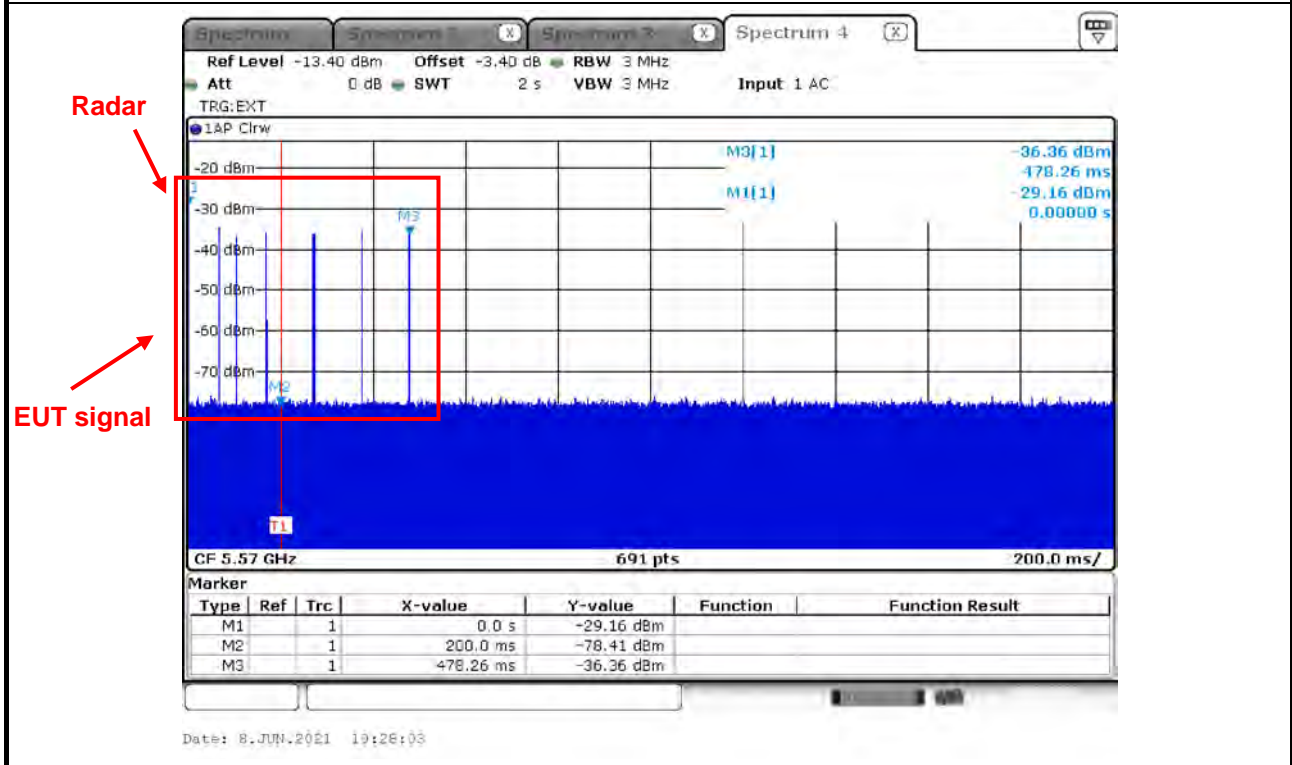 Spectrum 4
Ref Level -13.40 dBm Offset -3.40 dB RBW 3 MHz
Att 0 dB SWT 2 s VBW 3 MHz Input 1 AC
TRG:EXT
Radar
1AP Clrw
M3[1] -36.36 dBm
478.26 ms
M1[1] -29.16 dBm
0.00000 s
-20 dBm
-30 dBm
M3
-40 dBm
-50 dBm
-60 dBm
-70 dBm
M2
EUT signal
T1
CF 5.57 GHz 691 pts 200.0 ms/
Marker
Type Ref Trc X-value Y-value Function Function Result
M1 1 0.0 s -29.16 dBm
M2 1 200.0 ms -78.41 dBm
M3 1 478.26 ms -36.36 dBm
Date: 8.JUN.2021 19:28:03